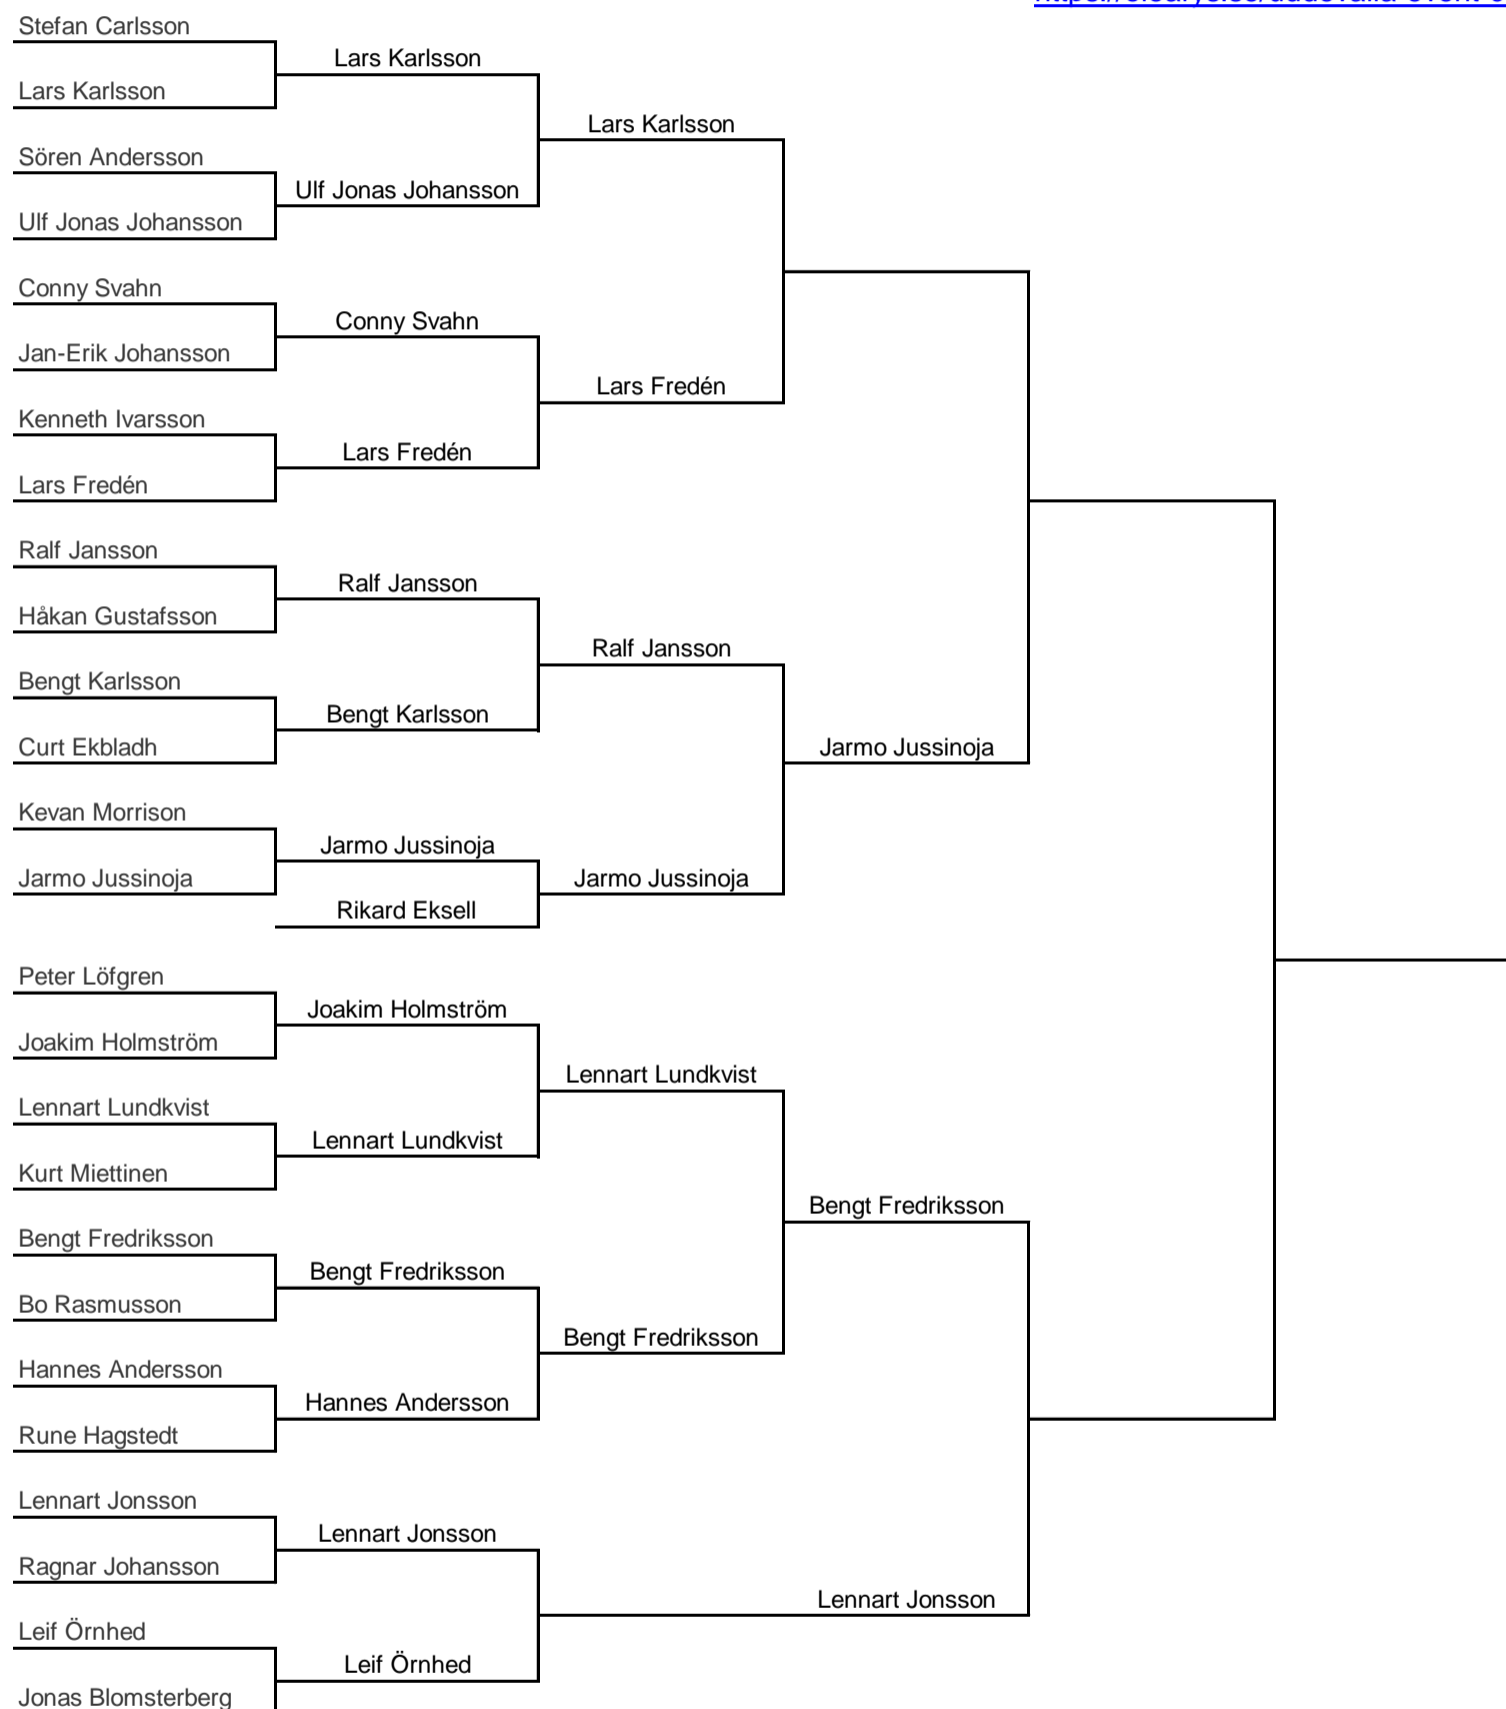 Stefan Carlsson
Lars Karlsson
Lars Karlsson
Lars Karlsson
Sören Andersson
Ulf Jonas Johansson
Ulf Jonas Johansson
Conny Svahn
Conny Svahn
Jan-Erik Johansson
Lars Fredén
Kenneth Ivarsson
Lars Fredén
Lars Fredén
Ralf Jansson
Ralf Jansson
Håkan Gustafsson
Ralf Jansson
Bengt Karlsson
Bengt Karlsson
Curt Ekbladh
Jarmo Jussinoja
Kevan Morrison
Jarmo Jussinoja
Jarmo Jussinoja
Jarmo Jussinoja
Rikard Eksell
Peter Löfgren
Joakim Holmström
Joakim Holmström
Lennart Lundkvist
Lennart Lundkvist
Lennart Lundkvist
Kurt Miettinen
Bengt Fredriksson
Bengt Fredriksson
Bengt Fredriksson
Bo Rasmusson
Bengt Fredriksson
Hannes Andersson
Hannes Andersson
Rune Hagstedt
Lennart Jonsson
Lennart Jonsson
Ragnar Johansson
Lennart Jonsson
Leif Örnhed
Leif Örnhed
Jonas Blomsterberg